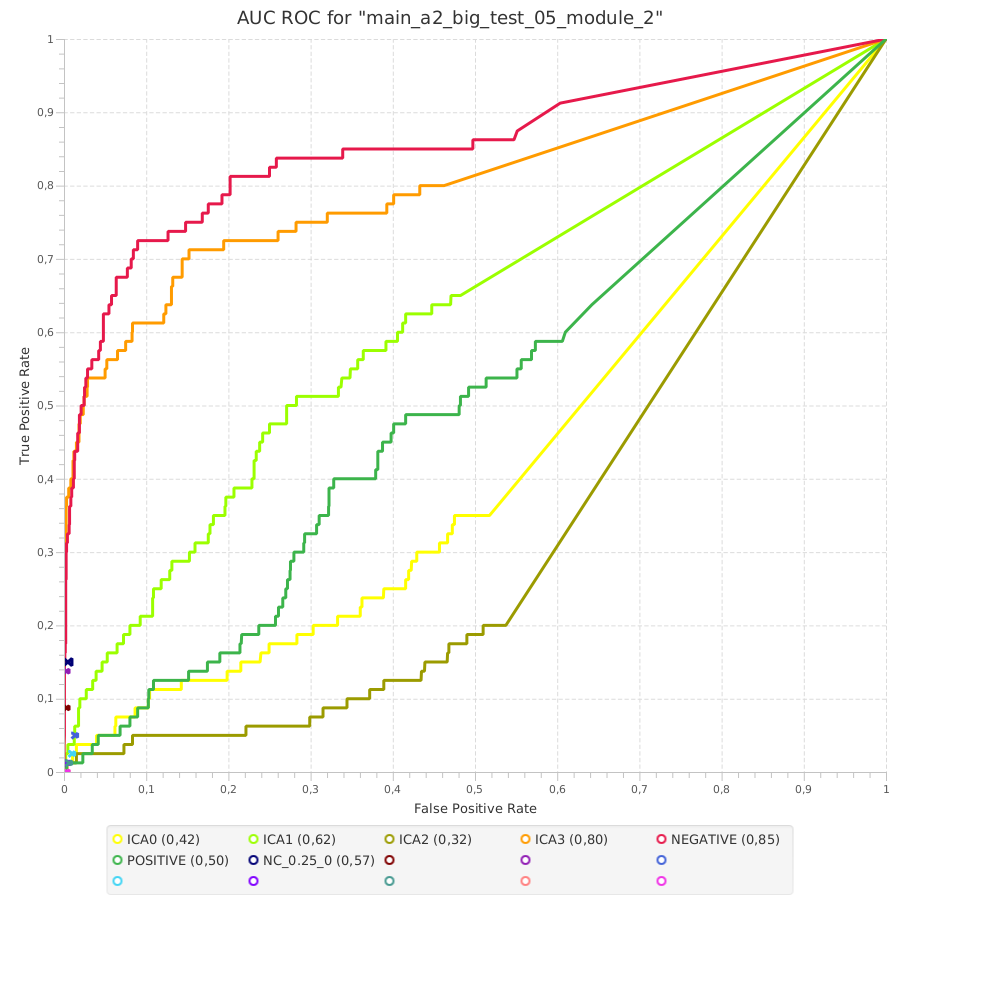 AUC ROC for "main_a2_big_test_05_module_2"
1
0,9
0,8
0,7
0,6
0,5
0,4
0,3
0,2
0,1
0
True Positive Rate
0 0,1 0,2 0,3 0,4 0,5 0,6 0,7 0,8 0,9 1
False Positive Rate
ICA0 (0,42) ICA1 (0,62) ICA2 (0,32) ICA3 (0,80) NEGATIVE (0,85)
POSITIVE (0,50) NC_0.25_0 (0,57)